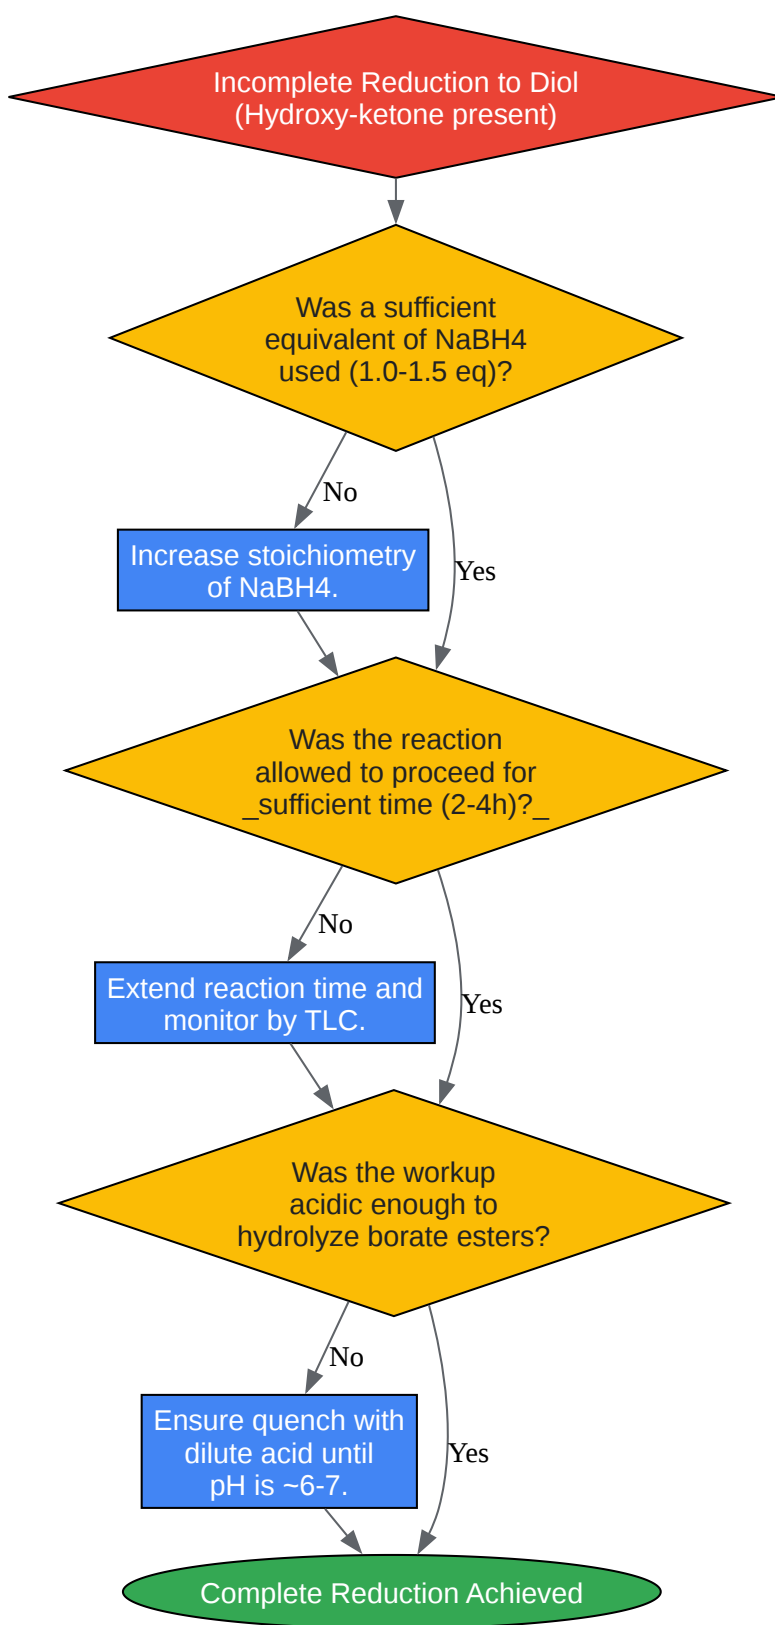 Incomplete Reduction to Diol
(Hydroxy-ketone present)
Was a sufficient
equivalent of NaBH4
used (1.0-1.5 eq)?
No
Increase stoichiometry
of NaBH4.
Yes
Was the reaction
allowed to proceed for
_sufficient time (2-4h)?_
No
Extend reaction time and
monitor by TLC.
Yes
Was the workup
acidic enough to
hydrolyze borate esters?
No
Ensure quench with
dilute acid until
pH is ~6-7.
Yes
Complete Reduction Achieved